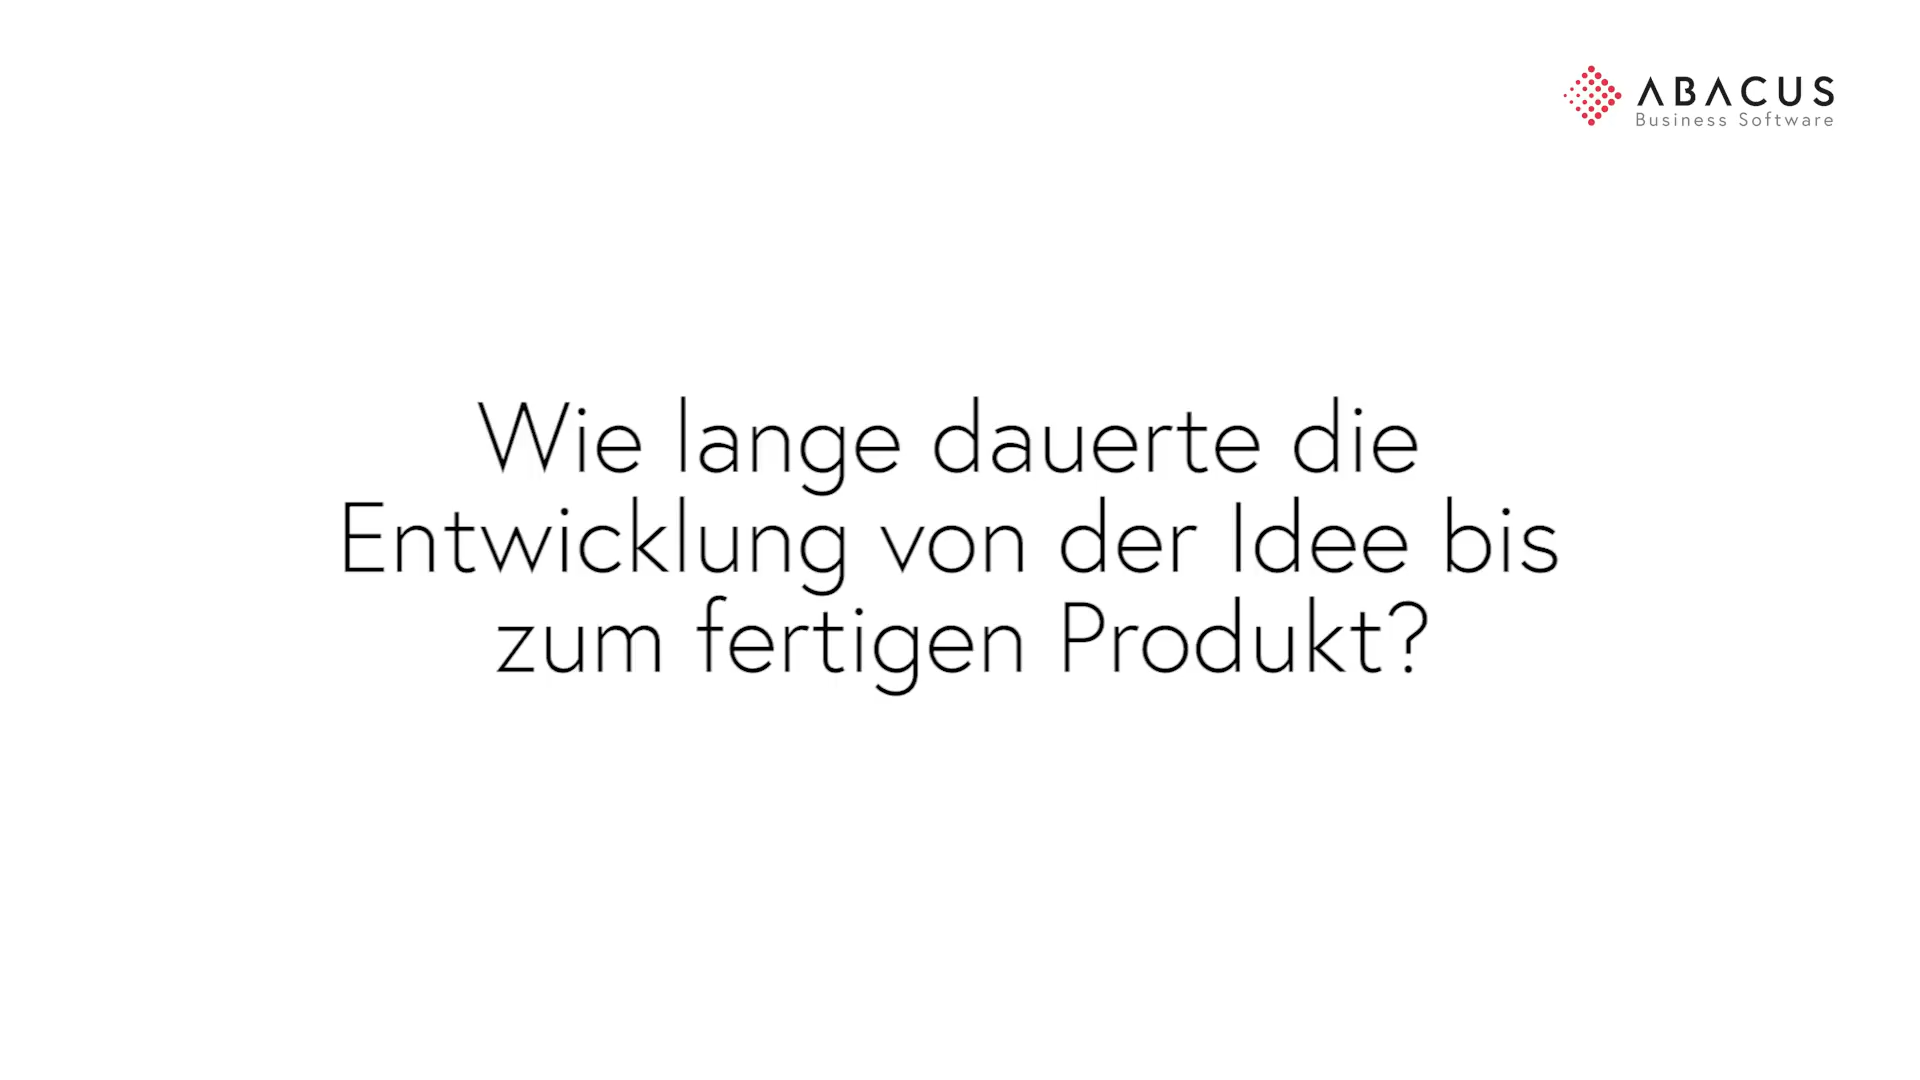 ABACUS
Business Software
Wie lange dauerte die
Entwicklung von der Idee bis
zum fertigen Produkt?